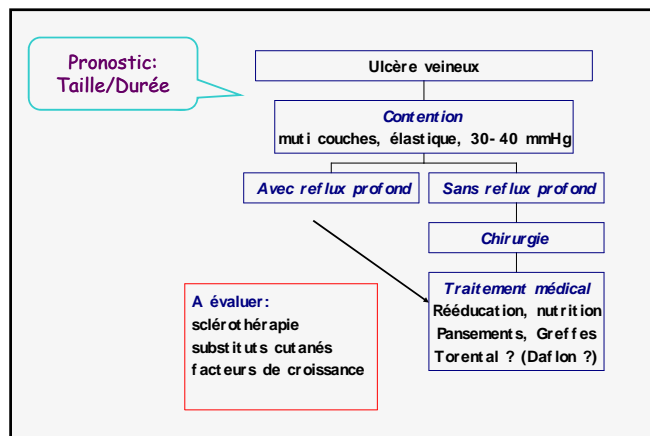 Pronostic:
Taille/Durée
Ulcère veineux
Contention
muti couches, élastique, 30- 40 mmHg
Avec reflux profond
Sans reflux profond
Chirurgie
Traitement médical
Rééducation, nutrition
Pansements, Greffes
Torental ? (Daflon ?)
A évaluer:
sclérothérapie
substituts cutanés
facteurs de croissance